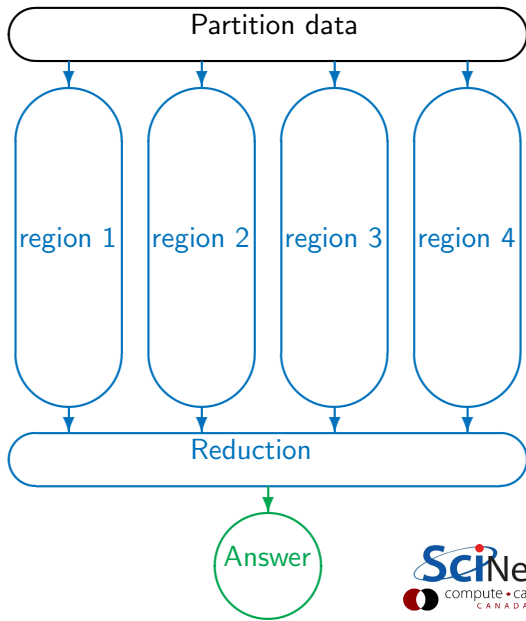 Partition data
region 1 region 2 region 3 region 4
Reduction
Answer
SciNe
compute • ca
CANADA